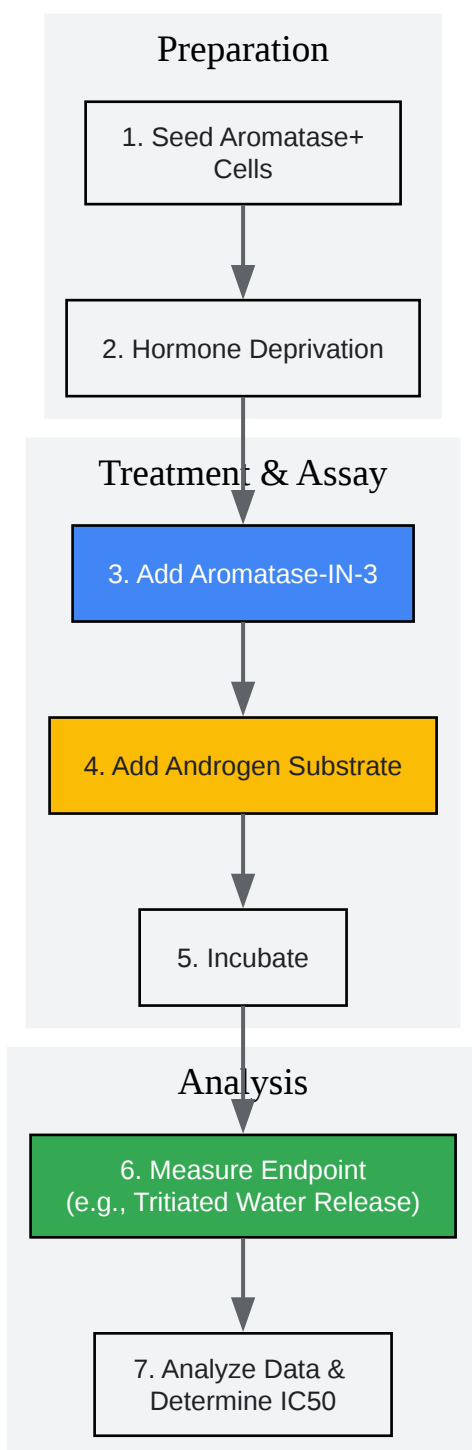 Preparation
1. Seed Aromatase+
Cells
2. Hormone Deprivation
Treatment & Assay
3. Add Aromatase-IN-3
4. Add Androgen Substrate
5. Incubate
Analysis
6. Measure Endpoint
(e.g., Tritiated Water Release)
7. Analyze Data &
Determine IC50